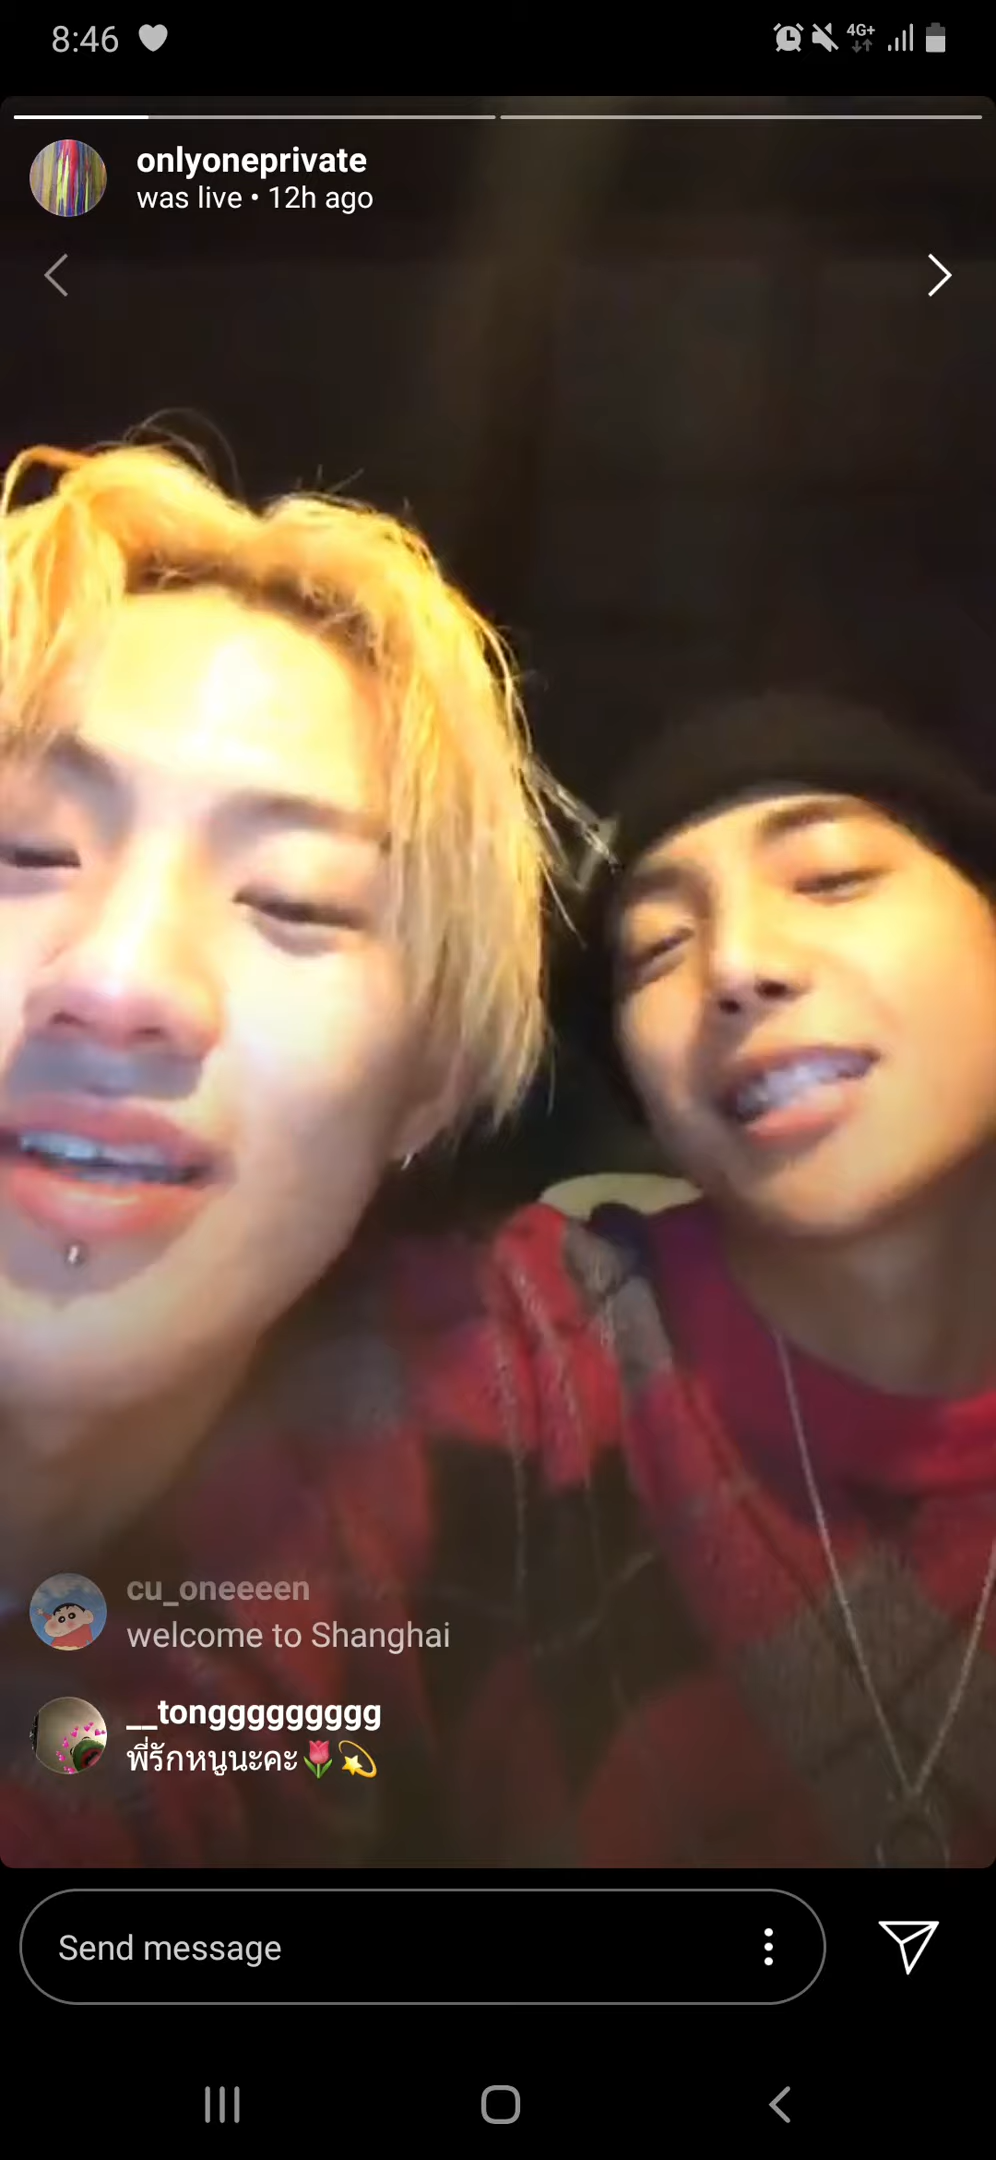 8:46
4G+
onlyoneprivate
was live • 12h ago
cu_oneeeen
welcome to Shanghai
__tonggggggggg
พี่รักหนูนะคะ🌷💫
Send message